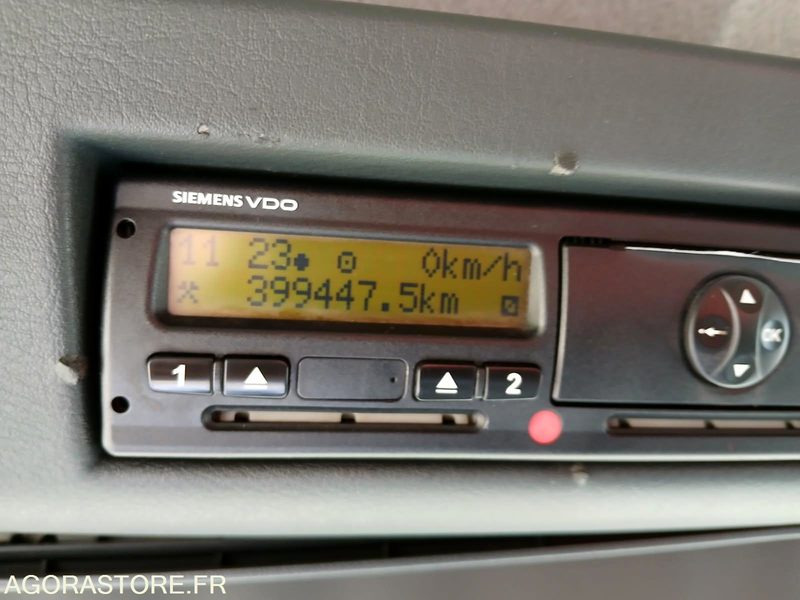 SIEMENS VDO
11 23 0km/h
399447.5km
1 2
OK
AGORASTORE.FR